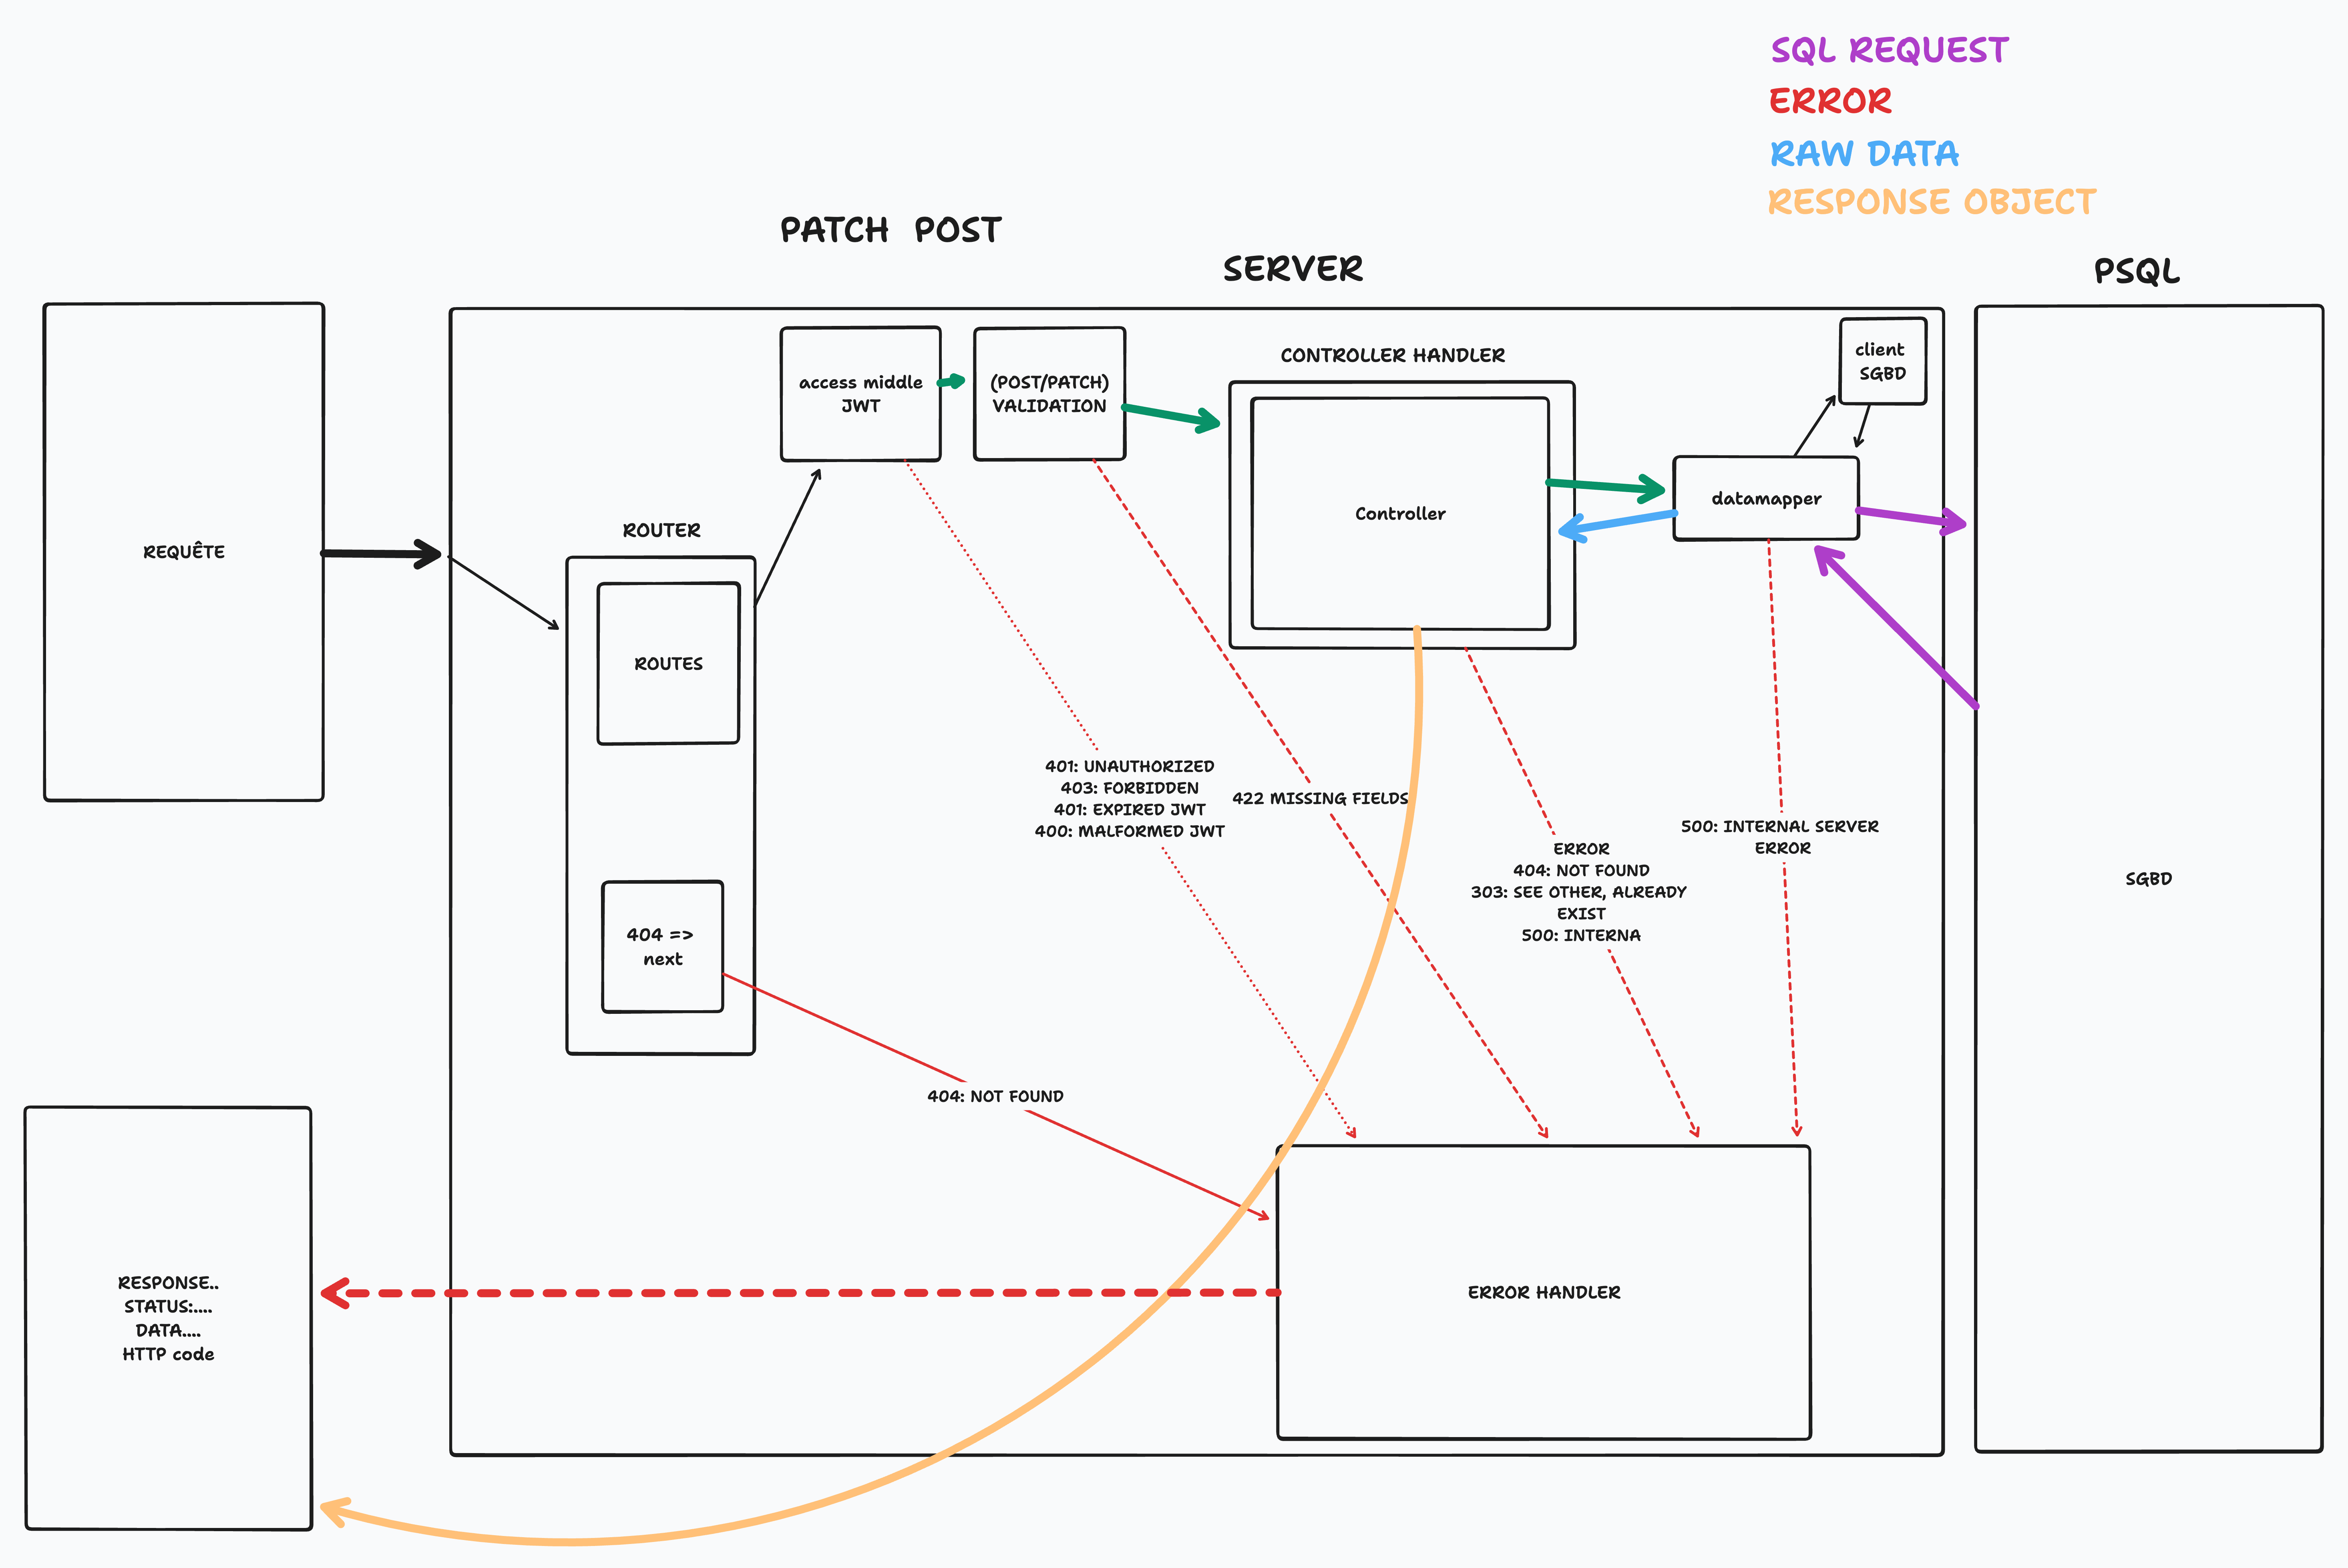 SQL REQUEST
ERROR
RAW DATA
RESPONSE OBJECT
PATCH POST
SERVER
PSQL
REQUÊTE
access middle
JWT
(POST/PATCH)
VALIDATION
CONTROLLER HANDLER
Controller
client
SGBD
datamapper
ROUTER
ROUTES
404 =>
next
401: UNAUTHORIZED
403: FORBIDDEN
401: EXPIRED JWT
400: MALFORMED JWT
422 MISSING FIELDS
ERROR
404: NOT FOUND
303: SEE OTHER, ALREADY
EXIST
500: INTERNA
500: INTERNAL SERVER
ERROR
SGBD
404: NOT FOUND
RESPONSE..
STATUS:....
DATA....
HTTP code
ERROR HANDLER